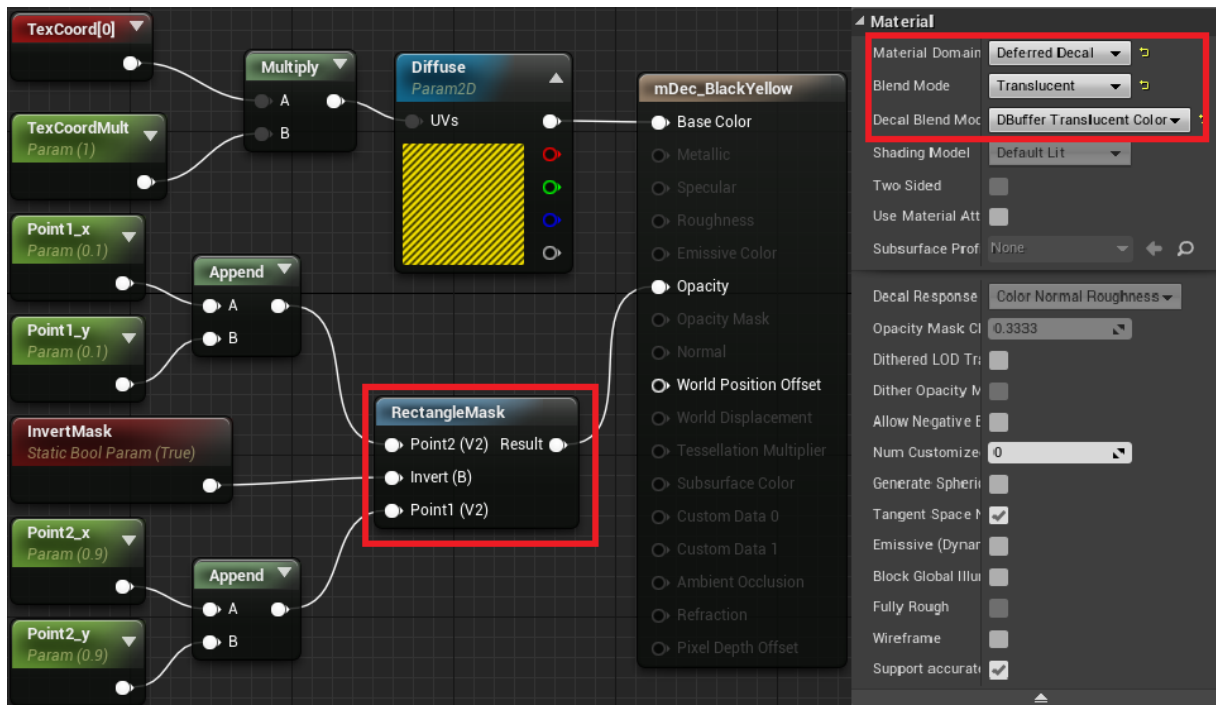 TexCoord[0]
TexCoordMult
Param (1)
Multiply
A
B
Diffuse
Param2D
UVs
Point1_x
Param (0.1)
Point1_y
Param (0.1)
Append
A
B
InvertMask
Static Bool Param (True)
Point2_x
Param (0.9)
Point2_y
Param (0.9)
Append
A
B
RectangleMask
Point2 (V2) Result
Invert (B)
Point1 (V2)
mDec_BlackYellow
Base Color
Metallic
Specular
Roughness
Emissive Color
Opacity
Opacity Mask
Normal
World Position Offset
World Displacement
Tessellation Multiplier
Subsurface Color
Custom Data 0
Custom Data 1
Ambient Occlusion
Refraction
Pixel Depth Offset
Material
Material Domain Deferred Decal
Blend Mode Translucent
Decal Blend Mod DBuffer Translucent Color
Shading Model Default Lit
Two Sided
Use Material Att
Subsurface Prof None
Decal Response Color Normal Roughness
Opacity Mask Cl 0.3333
Dithered LOD Tra
Dither Opacity M
Allow Negative E
Num Customize 0
Generate Spheri
Tangent Space N
Emissive (Dynar
Block Global Illu
Fully Rough
Wireframe
Support accurat